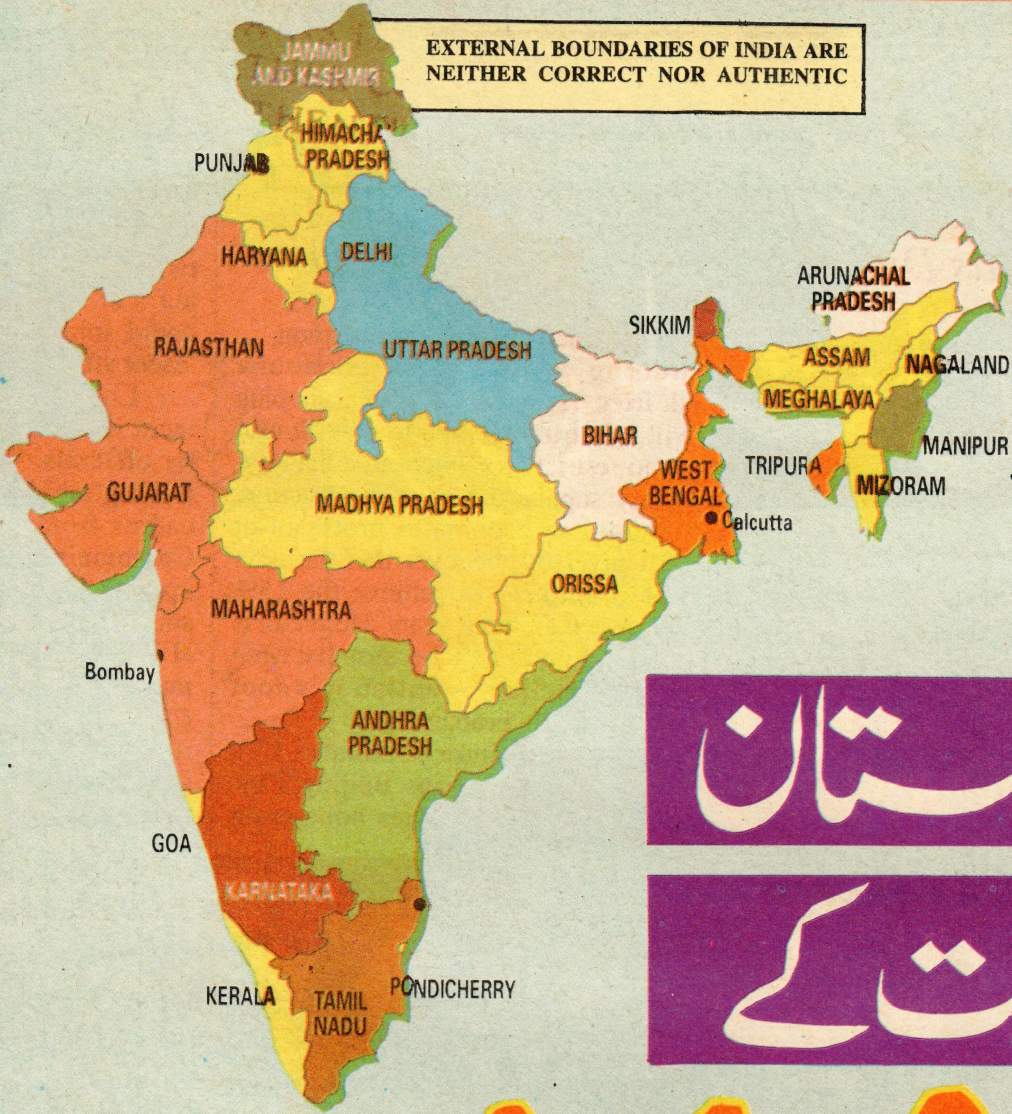 EXTERNAL BOUNDARIES OF INDIA ARE
NEITHER CORRECT NOR AUTHENTIC
JAMMU
AND KASHMIR
HIMACHAL
PRADESH
PUNJAB
HARYANA
DELHI
ARUNACHAL
PRADESH
SIKKIM
RAJASTHAN
UTTAR PRADESH
ASSAM
NAGALAND
MEGHALAYA
BIHAR
MANIPUR
WEST
BENGAL
TRIPURA
GUJARAT
MADHYA PRADESH
MIZORAM
Calcutta
ORISSA
MAHARASHTRA
Bombay
ANDHRA
PRADESH
GOA
KARNATAKA
KERALA
TAMIL
NADU
PONDICHERRY
ستان
ت کے